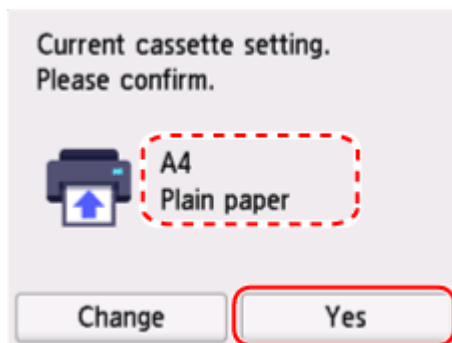 Current cassette setting.
Please confirm.
A4
Plain paper
Change
Yes